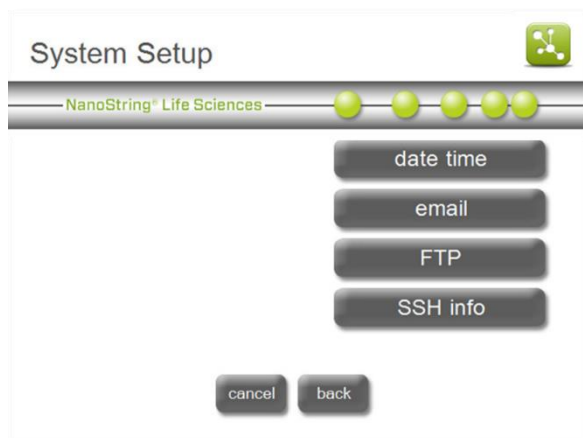 System Setup
NanoString® Life Sciences
date time
email
FTP
SSH info
cancel back